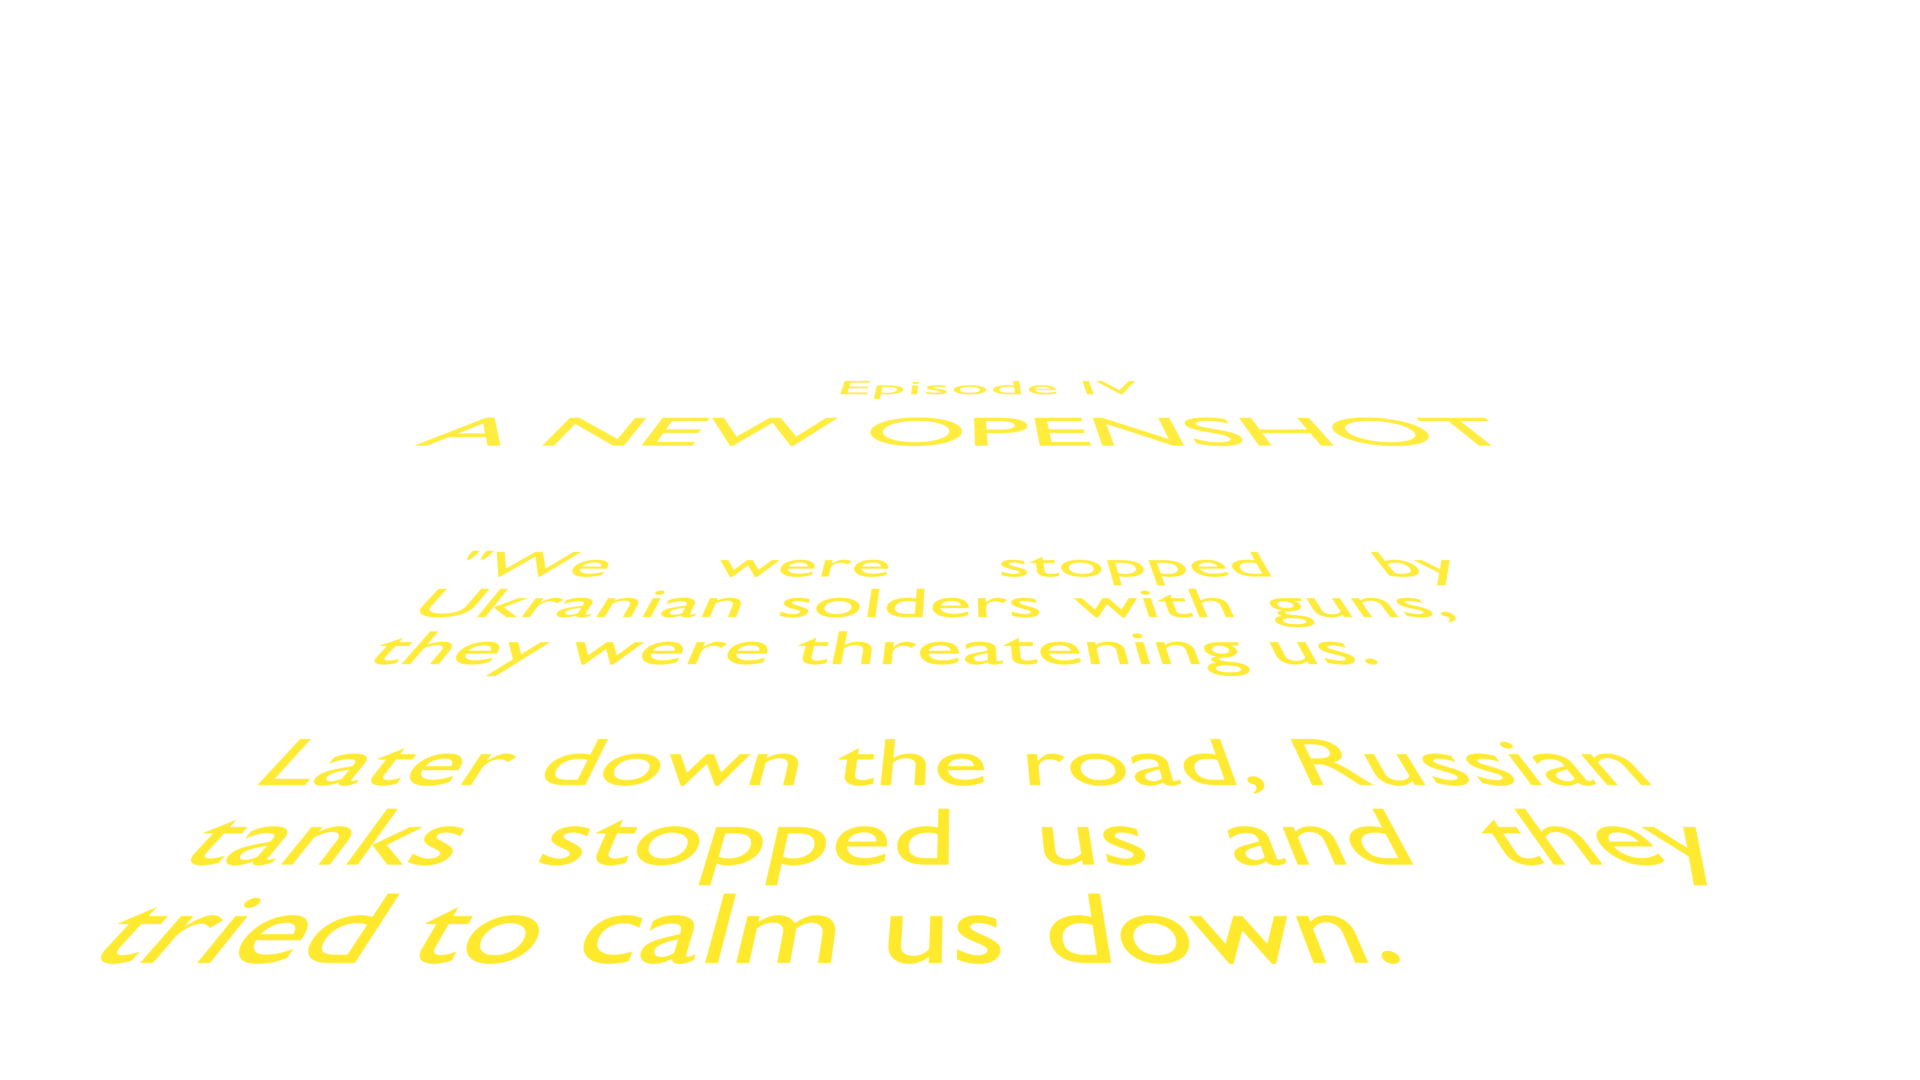 Episode IV
A NEW OPENSHOT
"We were stopped by
Ukranian solders with guns,
they were threatening us.
Later down the road, Russian
tanks stopped us and they
tried to calm us down.